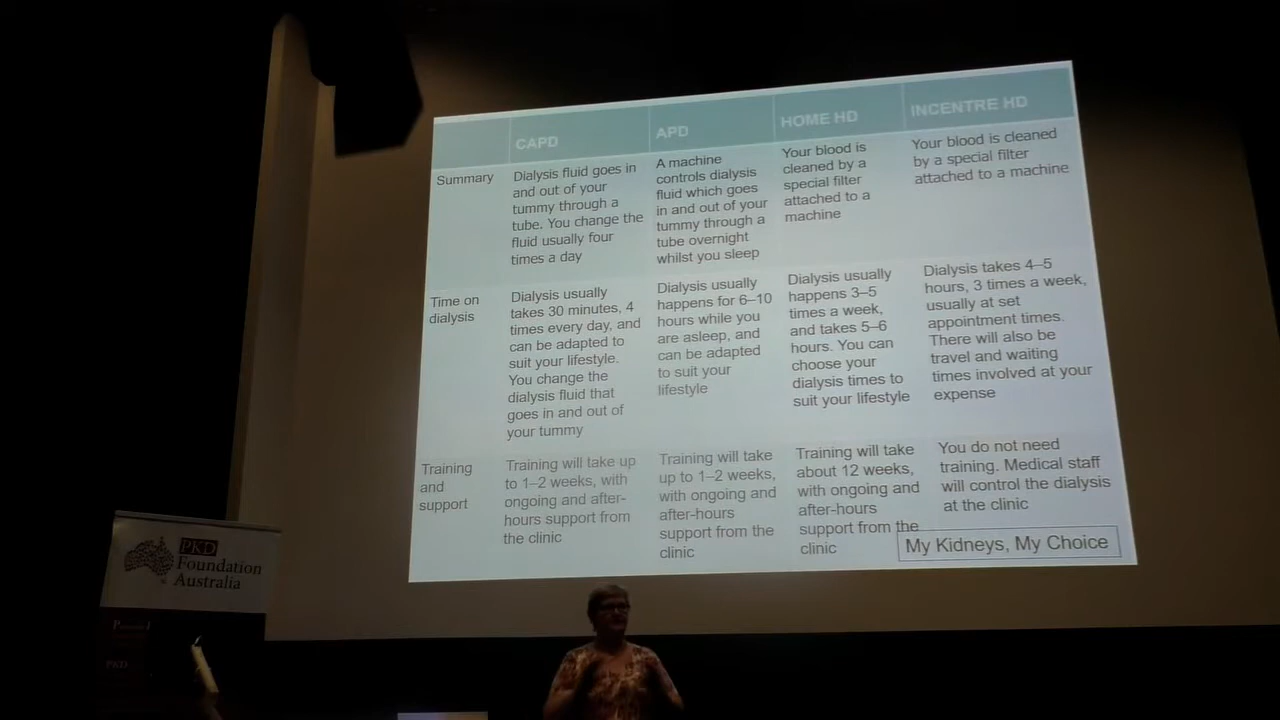 CAPD
APD
HOME HD
INCENTRE HD
Summary
Dialysis fluid goes in
and out of your
tummy through a
tube. You change the
fluid usually four
times a day
A machine
controls dialysis
fluid which goes
in and out of your
tummy through a
tube overnight
whilst you sleep
Your blood is
cleaned by a
special filter
attached to a
machine
Your blood is cleaned
by a special filter
attached to a machine
Time on
dialysis
Dialysis usually
takes 30 minutes, 4
times every day, and
can be adapted to
suit your lifestyle.
You change the
dialysis fluid that
goes in and out of
your tummy
Dialysis usually
happens for 6–10
hours while you
are asleep, and
can be adapted
to suit your
lifestyle
Dialysis usually
happens 3–5
times a week,
and takes 5–6
hours. You can
choose your
dialysis times to
suit your lifestyle
Dialysis takes 4–5
hours, 3 times a week,
usually at set
appointment times.
There will also be
travel and waiting
times involved at your
expense
Training
and
support
Training will take up
to 1–2 weeks, with
ongoing and after-
hours support from
the clinic
Training will take
up to 1–2 weeks,
with ongoing and
after-hours
support from the
clinic
Training will take
about 12 weeks,
with ongoing and
after-hours
support from the
clinic
You do not need
training. Medical staff
will control the dialysis
at the clinic
My Kidneys, My Choice
PKD
Foundation
Australia
PKD